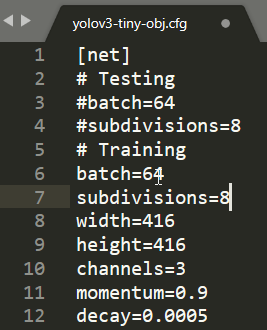 yolov3-tiny-obj.cfg
1 [net]
2 # Testing
3 #batch=64
4 #subdivisions=8
5 # Training
6 batch=64
7 subdivisions=8
8 width=416
9 height=416
10 channels=3
11 momentum=0.9
12 decay=0.0005